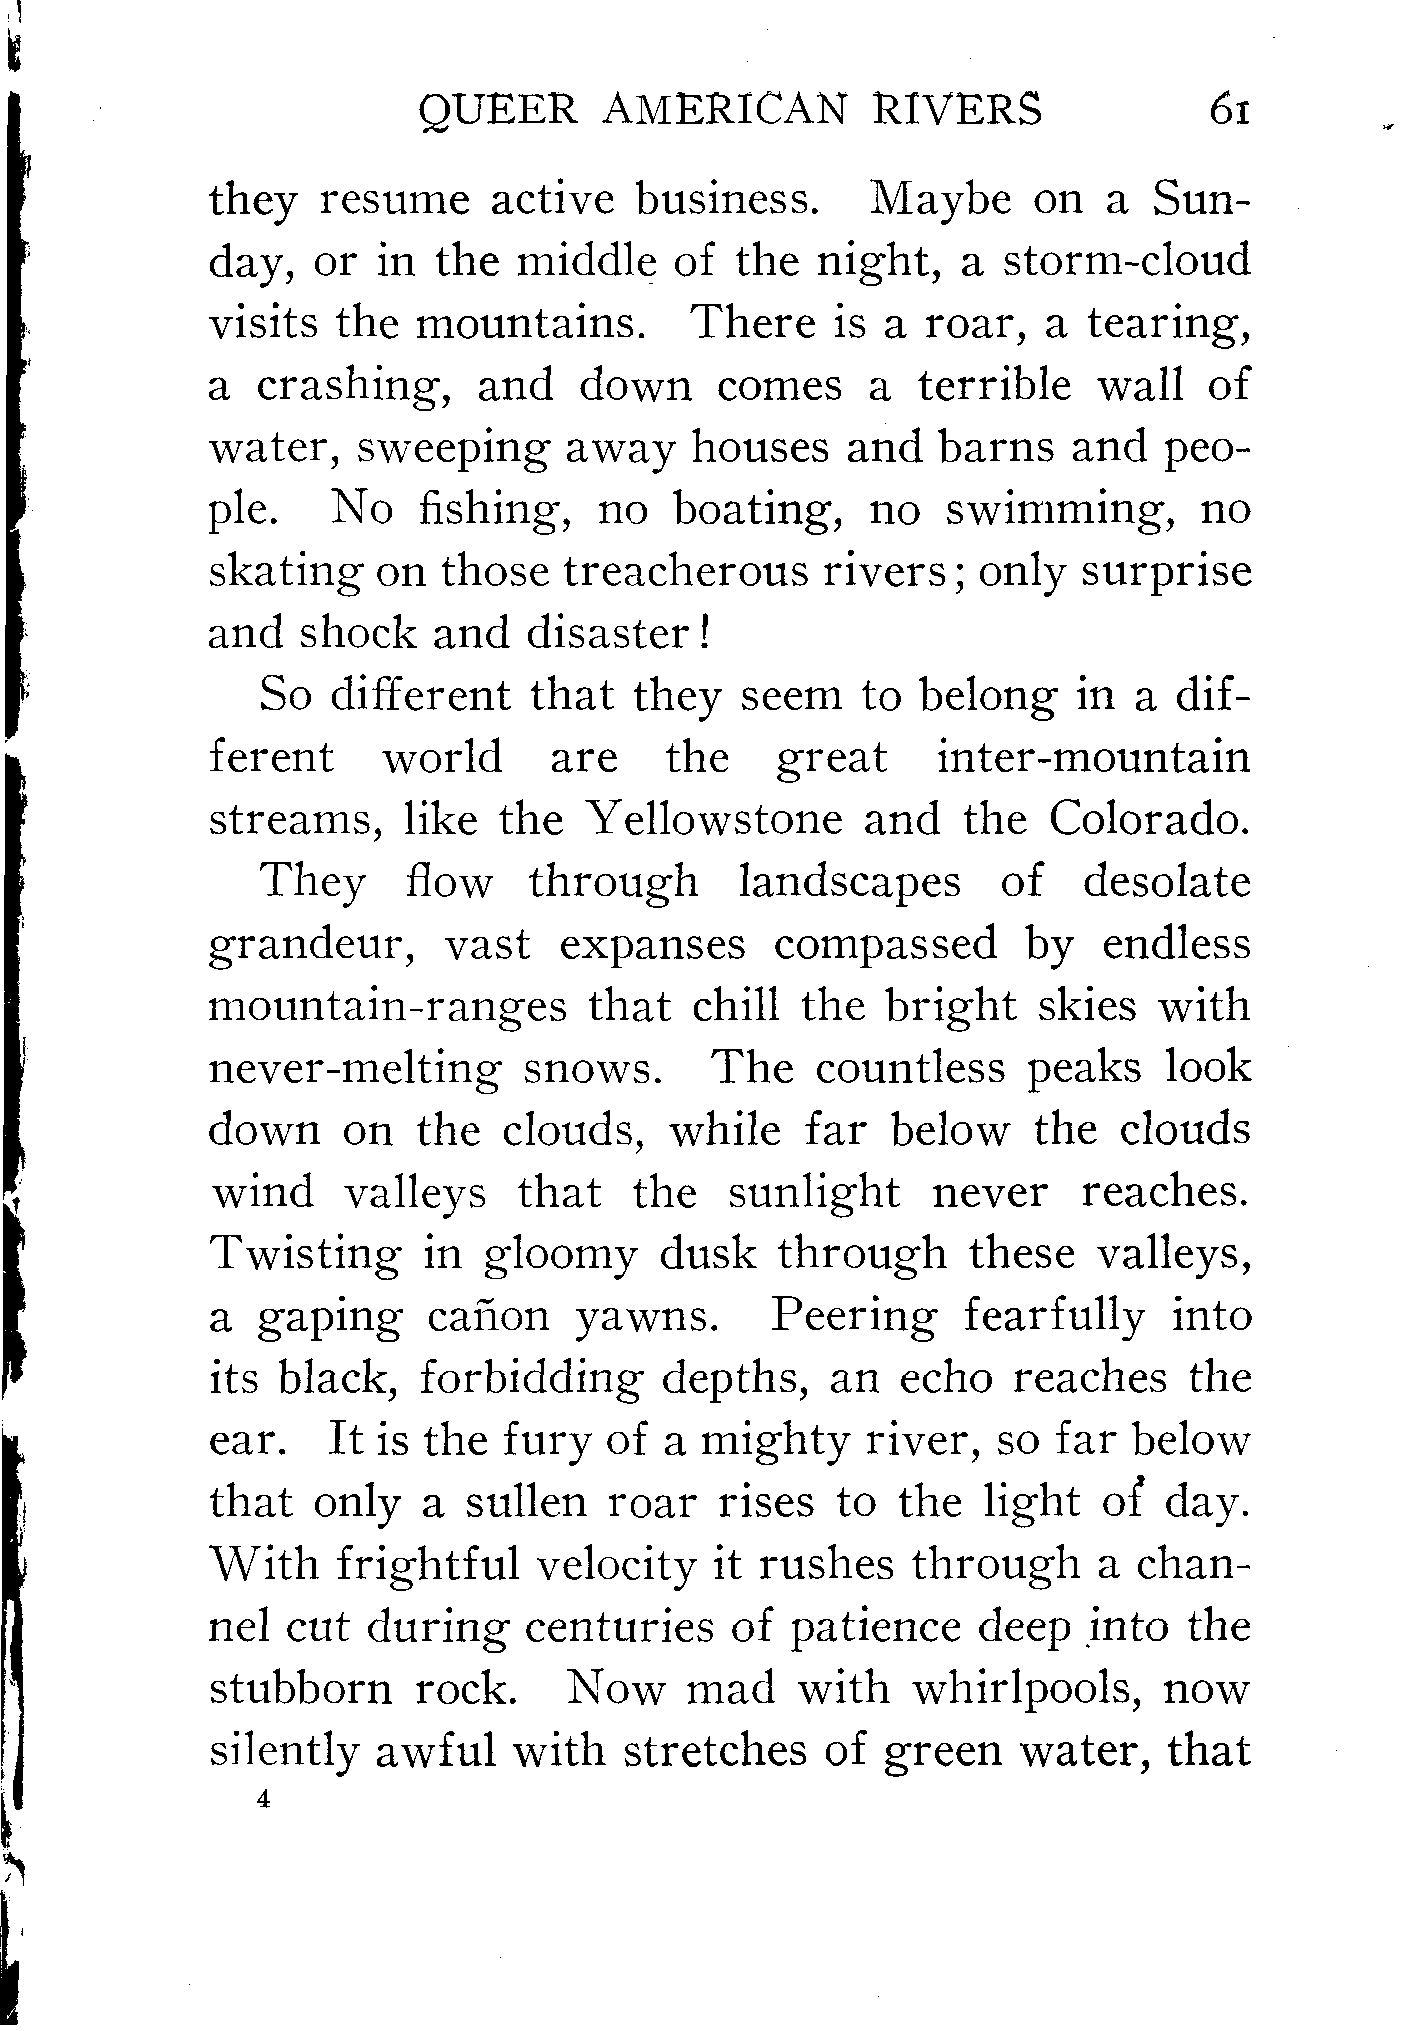 QUEER AMERICAN RIVERS 61
they resume active business. Maybe on a Sun-
day, or in the middle of the night, a storm-cloud
visits the mountains. There is a roar, a tearing,
a crashing, and down comes a terrible wall of
water, sweeping away houses and barns and peo-
ple. No fishing, no boating, no swimming, no
skating on those treacherous rivers; only surprise
and shock and disaster!
So different that they seem to belong in a dif-
ferent world are the great inter-mountain
streams, like the Yellowstone and the Colorado.
They flow through landscapes of desolate
grandeur, vast expanses compassed by endless
mountain-ranges that chill the bright skies with
never-melting snows. The countless peaks look
down on the clouds, while far below the clouds
wind valleys that the sunlight never reaches.
Twisting in gloomy dusk through these valleys,
a gaping cañon yawns. Peering fearfully into
its black, forbidding depths, an echo reaches the
ear. It is the fury of a mighty river, so far below
that only a sullen roar rises to the light of day.
With frightful velocity it rushes through a chan-
nel cut during centuries of patience deep into the
stubborn rock. Now mad with whirlpools, now
silently awful with stretches of green water, that
4